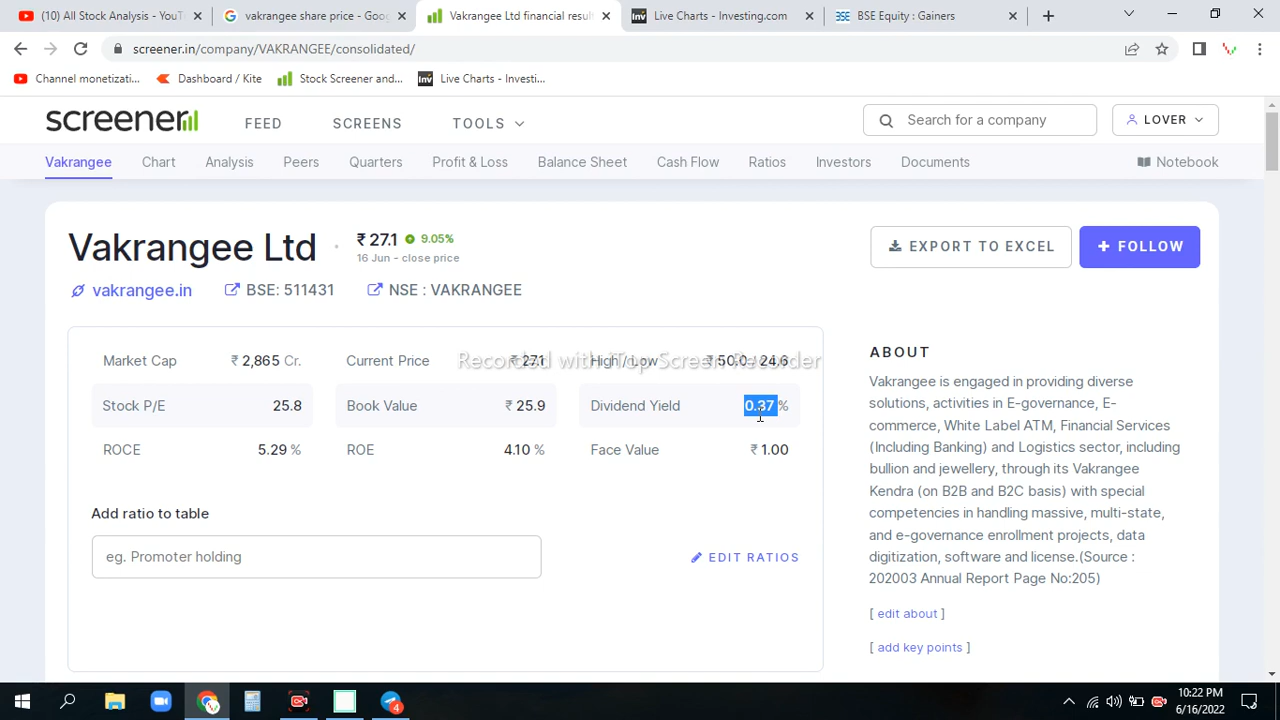 (10) All Stock Analysis - YouT
vakrangee share price - Goo
Vakrangee Ltd financial result
Live Charts - Investing.com
BSE Equity : Gainers
screener.in/company/VAKRANGEE/consolidated/
Channel monetizati...
Dashboard / Kite
Stock Screener and...
Live Charts - Investi...
screener
FEED
SCREENS
TOOLS
Search for a company
LOVER
Vakrangee
Chart
Analysis
Peers
Quarters
Profit & Loss
Balance Sheet
Cash Flow
Ratios
Investors
Documents
Notebook
Vakrangee Ltd
₹ 27.1 9.05%
16 Jun - close price
EXPORT TO EXCEL
+ FOLLOW
vakrangee.in
BSE: 511431
NSE : VAKRANGEE
Market Cap ₹ 2,865 Cr.
Current Price ₹ 27.1
High / Low ₹ 50.0 / 24.6
Recorded with iTop Screen Recorder
Stock P/E 25.8
Book Value ₹ 25.9
Dividend Yield 0.37 %
ROCE 5.29 %
ROE 4.10 %
Face Value ₹ 1.00
Add ratio to table
eg. Promoter holding
EDIT RATIOS
ABOUT
Vakrangee is engaged in providing diverse
solutions, activities in E-governance, E-
commerce, White Label ATM, Financial Services
(Including Banking) and Logistics sector, including
bullion and jewellery, through its Vakrangee
Kendra (on B2B and B2C basis) with special
competencies in handling massive, multi-state,
and e-governance enrollment projects, data
digitization, software and license.(Source :
202003 Annual Report Page No:205)
[ edit about ]
[ add key points ]
4
10:22 PM
6/16/2022